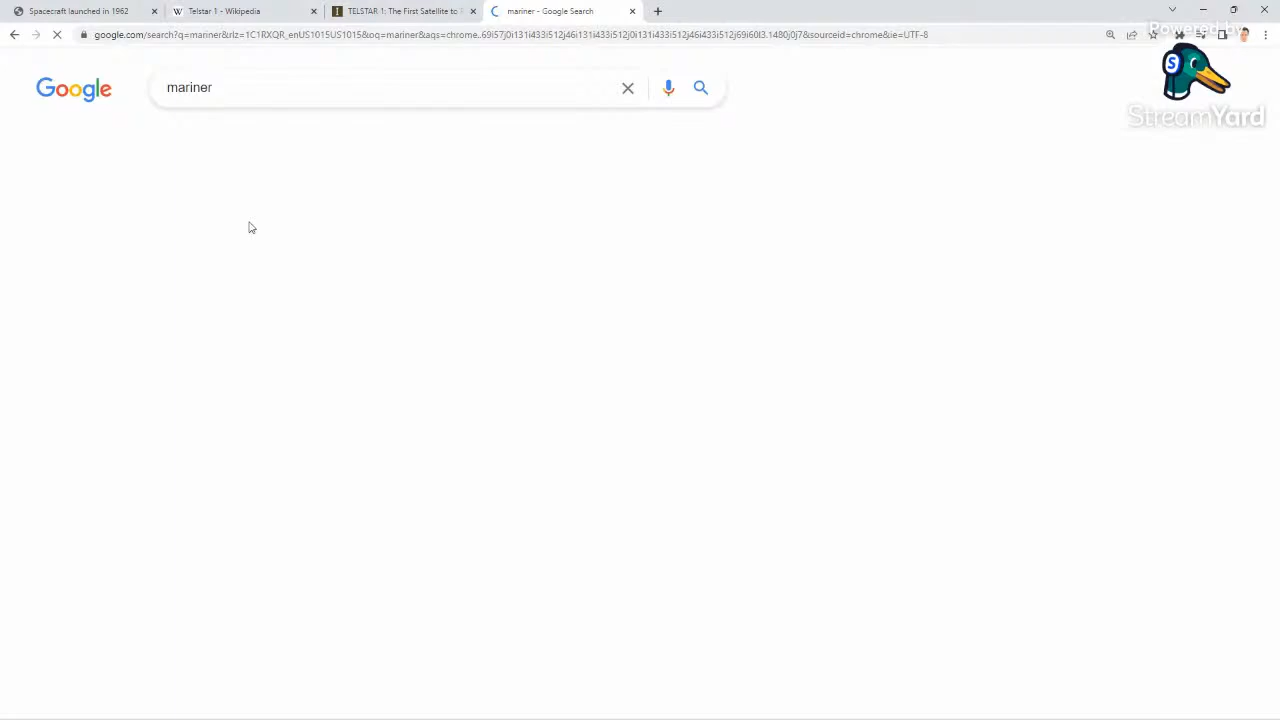 Spacecraft launched in 1962
Telstar 1 - Wikipedia
TELSTAR 1: The First Satellite to
mariner - Google Search
google.com/search?q=mariner&rlz=1C1RXQR_enUS1015US1015&oq=mariner&aqs=chrome...69i57j0i131i433i512j46i131i433i512j0i131i433i512j46i433i512j69i60l3.1480j0j7&sourceid=chrome&ie=UTF-8
Powered by
StreamYard
Google
mariner